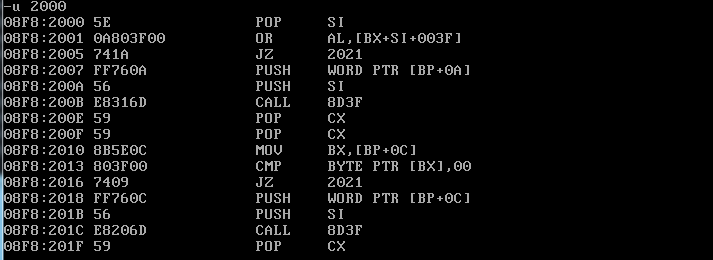 -u 2000
08F8:2000 5E            POP     SI
08F8:2001 0A803F00      OR      AL,[BX+SI+003F]
08F8:2005 741A          JZ      2021
08F8:2007 FF760A        PUSH    WORD PTR [BP+0A]
08F8:200A 56            PUSH    SI
08F8:200B E8316D        CALL    8D3F
08F8:200E 59            POP     CX
08F8:200F 59            POP     CX
08F8:2010 8B5E0C        MOV     BX,[BP+0C]
08F8:2013 803F00        CMP     BYTE PTR [BX],00
08F8:2016 7409          JZ      2021
08F8:2018 FF760C        PUSH    WORD PTR [BP+0C]
08F8:201B 56            PUSH    SI
08F8:201C E8206D        CALL    8D3F
08F8:201F 59            POP     CX